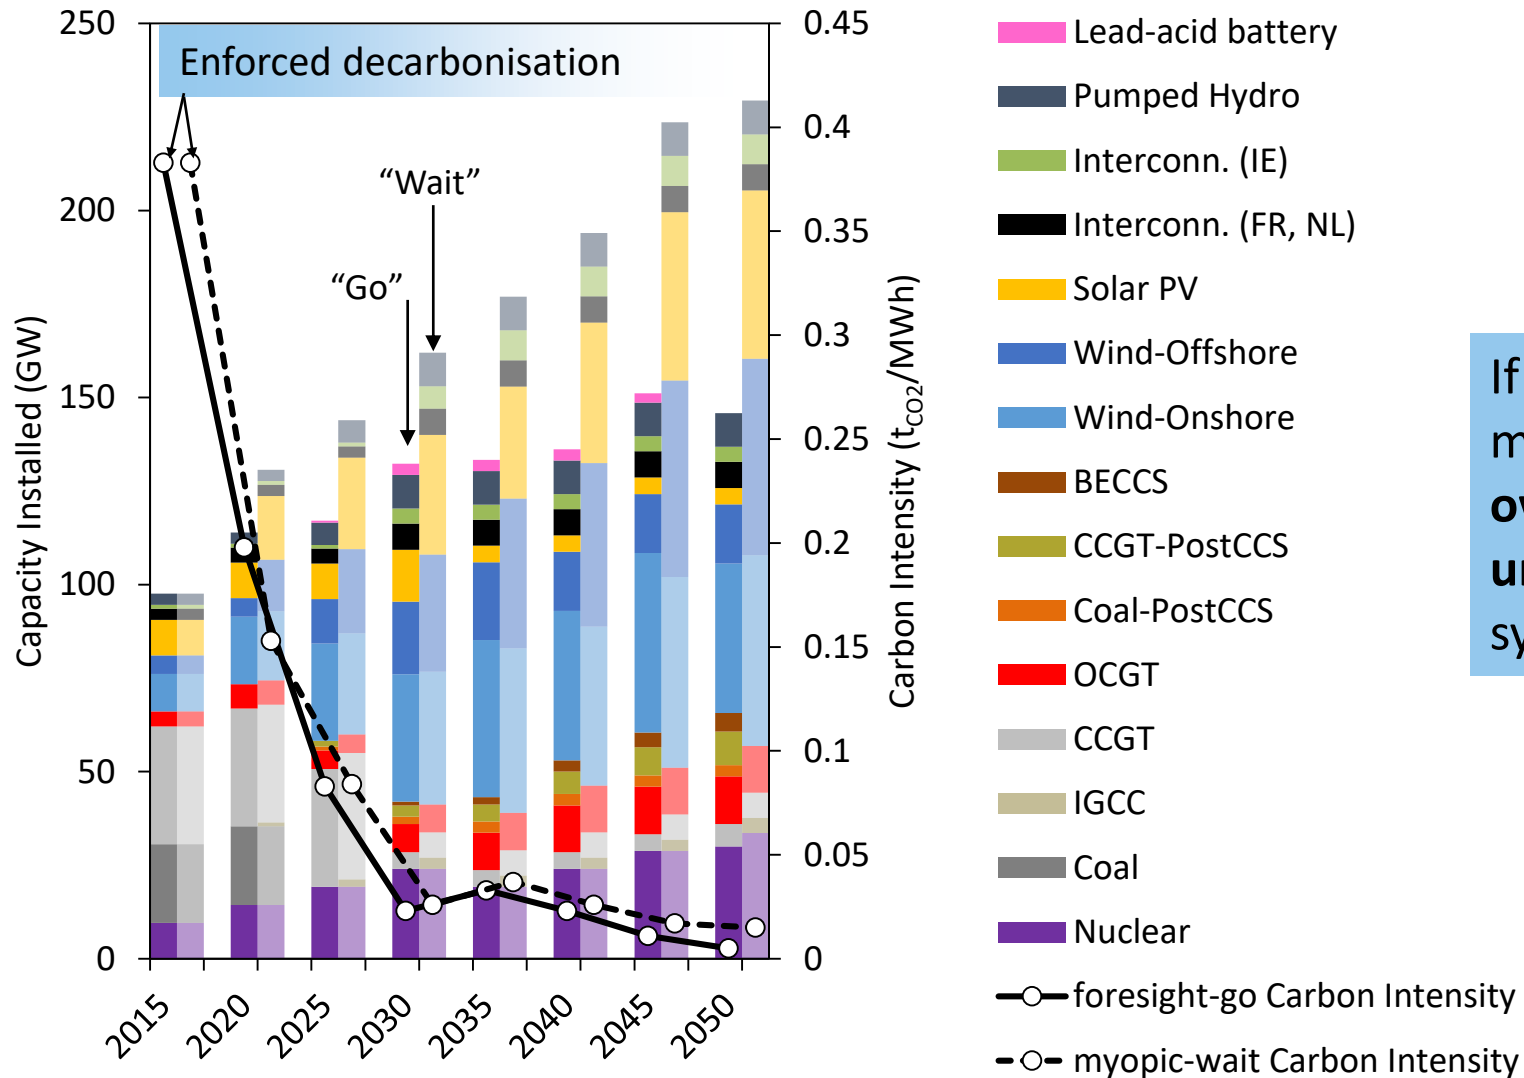 250
200
150
100
50
0
Capacity Installed (GW)
Enforced decarbonisation
“Wait”
“Go”
0.45
0.4
0.35
0.3
0.25
0.2
0.15
0.1
0.05
0
Carbon Intensity (tCO2/MWh)
2015
2020
2025
2030
2035
2040
2045
2050
Lead-acid battery
Pumped Hydro
Interconn. (IE)
Interconn. (FR, NL)
Solar PV
Wind-Offshore
Wind-Onshore
BECCS
CCGT-PostCCS
Coal-PostCCS
OCGT
CCGT
IGCC
Coal
Nuclear
foresight-go Carbon Intensity
myopic-wait Carbon Intensity
If